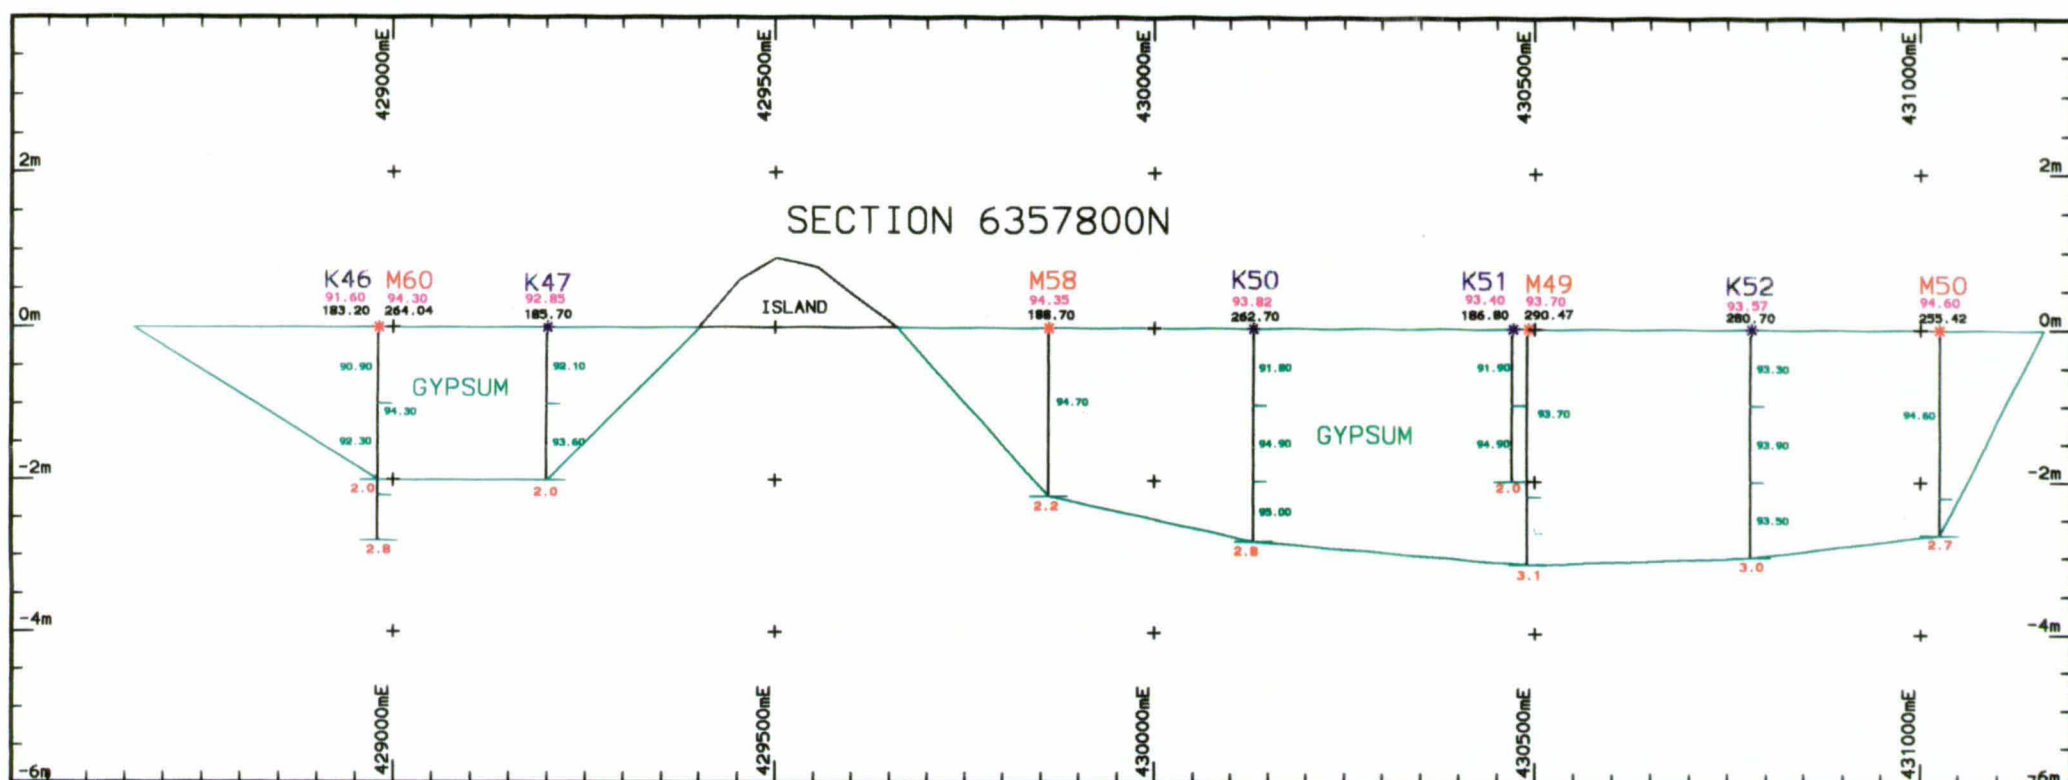 429000mE 429500mE 430000mE 430500mE 431000mE
2m 2m
SECTION 6357800N
K46 M60 K47 M58 K50 K51 M49 K52 M50
91.60 94.30 92.85 94.35 93.82 93.40 93.70 93.57 94.60
183.20 264.04 185.70 188.70 262.70 186.80 290.47 280.70 255.42
ISLAND
0m 0m
90.90 92.10 91.80 91.90 93.30
GYPSUM
94.30 94.70 93.70 94.60
GYPSUM
92.30 93.60 94.90 94.90 93.90
-2m -2m
2.0 2.0 2.2 2.0
95.00 93.50
2.8 2.8 3.1 3.0 2.7
-4m -4m
429000mE 429500mE 430000mE 430500mE 431000mE
-6m -6m